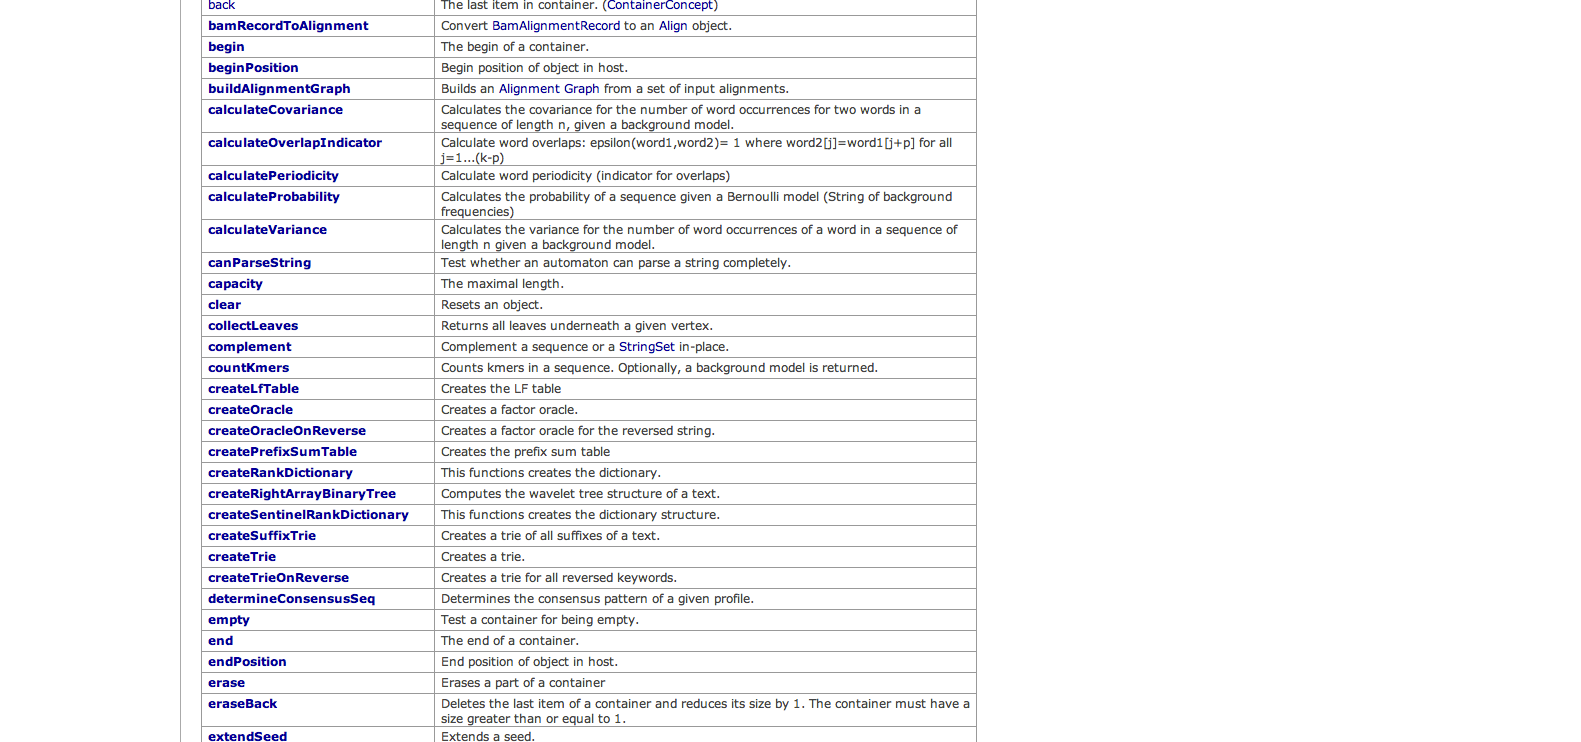 back The last item in container. (ContainerConcept)
bamRecordToAlignment Convert BamAlignmentRecord to an Align object.
begin The begin of a container.
beginPosition Begin position of object in host.
buildAlignmentGraph Builds an Alignment Graph from a set of input alignments.
calculateCovariance Calculates the covariance for the number of word occurrences for two words in a
sequence of length n, given a background model.
calculateOverlapIndicator Calculate word overlaps: epsilon(word1,word2)= 1 where word2[j]=word1[j+p] for all
j=1...(k-p)
calculatePeriodicity Calculate word periodicity (indicator for overlaps)
calculateProbability Calculates the probability of a sequence given a Bernoulli model (String of background
frequencies)
calculateVariance Calculates the variance for the number of word occurrences of a word in a sequence of
length n given a background model.
canParseString Test whether an automaton can parse a string completely.
capacity The maximal length.
clear Resets an object.
collectLeaves Returns all leaves underneath a given vertex.
complement Complement a sequence or a StringSet in-place.
countKmers Counts kmers in a sequence. Optionally, a background model is returned.
createLfTable Creates the LF table
createOracle Creates a factor oracle.
createOracleOnReverse Creates a factor oracle for the reversed string.
createPrefixSumTable Creates the prefix sum table
createRankDictionary This functions creates the dictionary.
createRightArrayBinaryTree Computes the wavelet tree structure of a text.
createSentinelRankDictionary This functions creates the dictionary structure.
createSuffixTrie Creates a trie of all suffixes of a text.
createTrie Creates a trie.
createTrieOnReverse Creates a trie for all reversed keywords.
determineConsensusSeq Determines the consensus pattern of a given profile.
empty Test a container for being empty.
end The end of a container.
endPosition End position of object in host.
erase Erases a part of a container
eraseBack Deletes the last item of a container and reduces its size by 1. The container must have a
size greater than or equal to 1.
extendSeed Extends a seed.